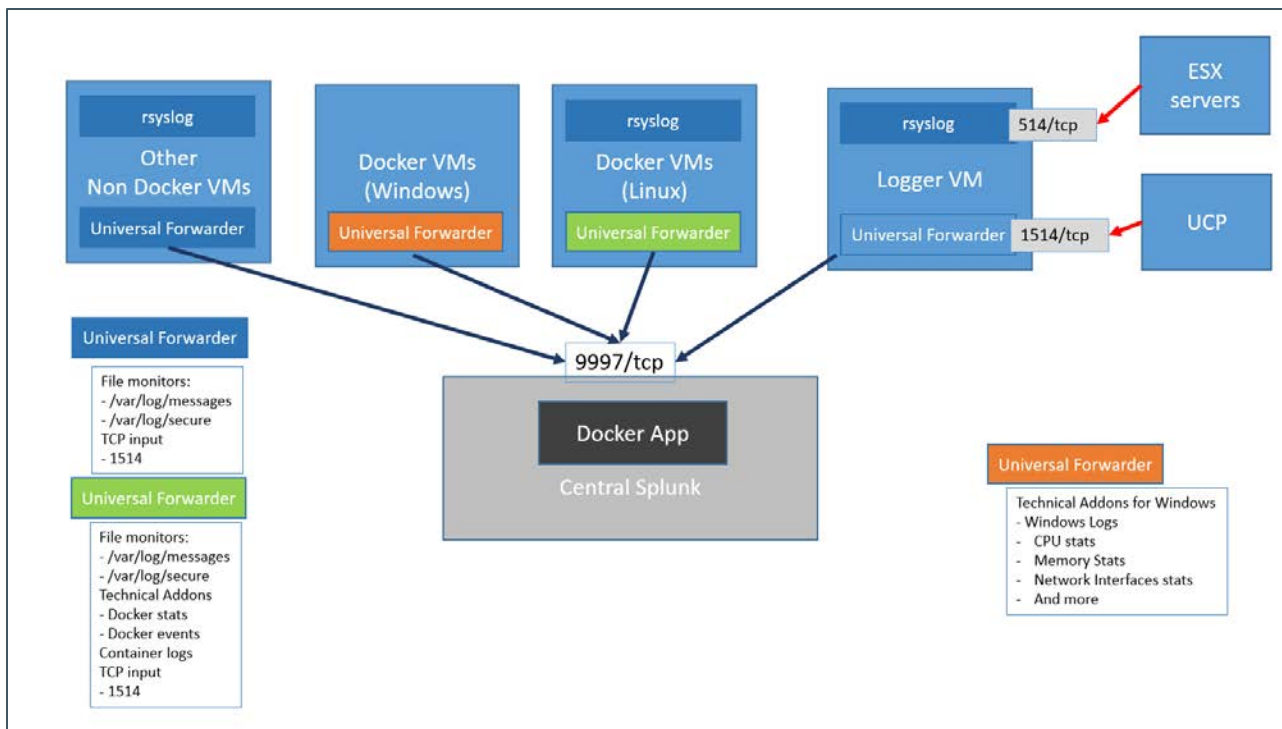 rsyslog
Other
Non Docker VMs
Universal Forwarder
Docker VMs
(Windows)
Universal Forwarder
rsyslog
Docker VMs
(Linux)
Universal Forwarder
rsyslog
514/tcp
Logger VM
Universal Forwarder
1514/tcp
ESX
servers
UCP
9997/tcp
Docker App
Central Splunk
Universal Forwarder
File monitors:
- /var/log/messages
- /var/log/secure
TCP input
- 1514
Universal Forwarder
File monitors:
- /var/log/messages
- /var/log/secure
Technical Addons
- Docker stats
- Docker events
Container logs
TCP input
- 1514
Universal Forwarder
Technical Addons for Windows
- Windows Logs
- CPU stats
- Memory Stats
- Network Interfaces stats
- And more